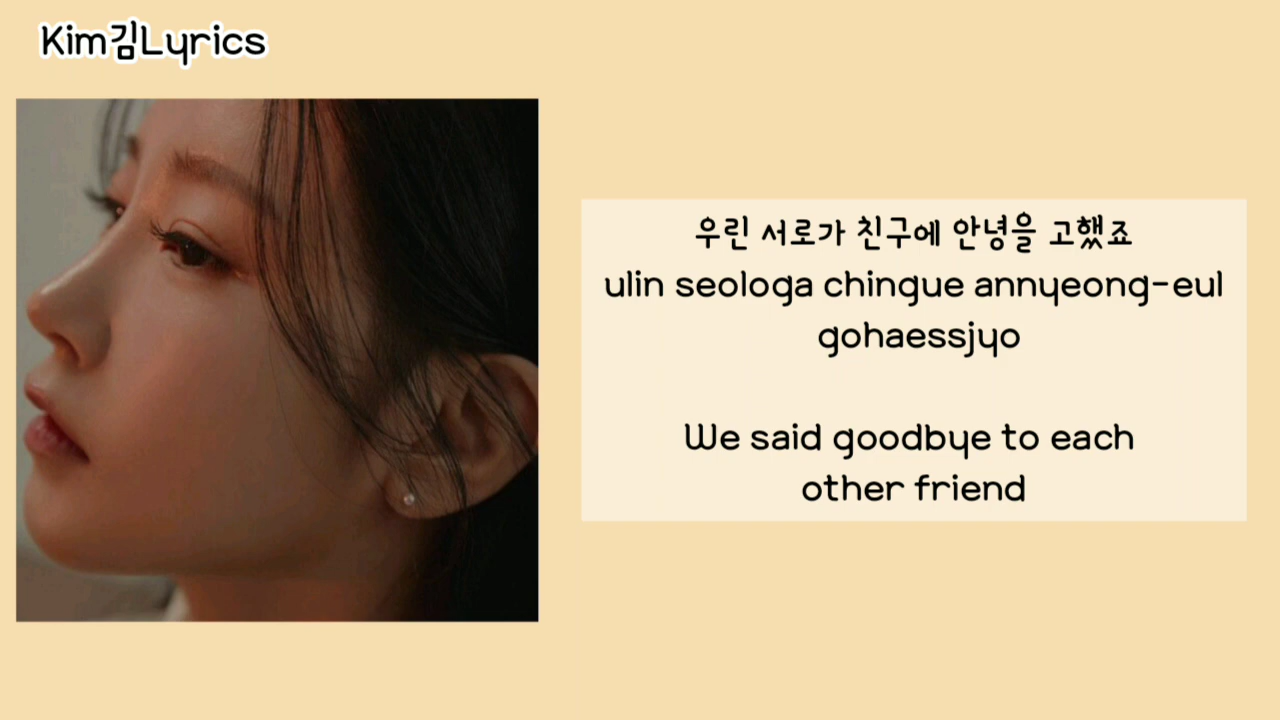 Kim김Lyrics
우린 서로가 친구에 안녕을 고했죠
ulin seologa chingue annyeong-eul
gohaessjyo
We said goodbye to each
other friend